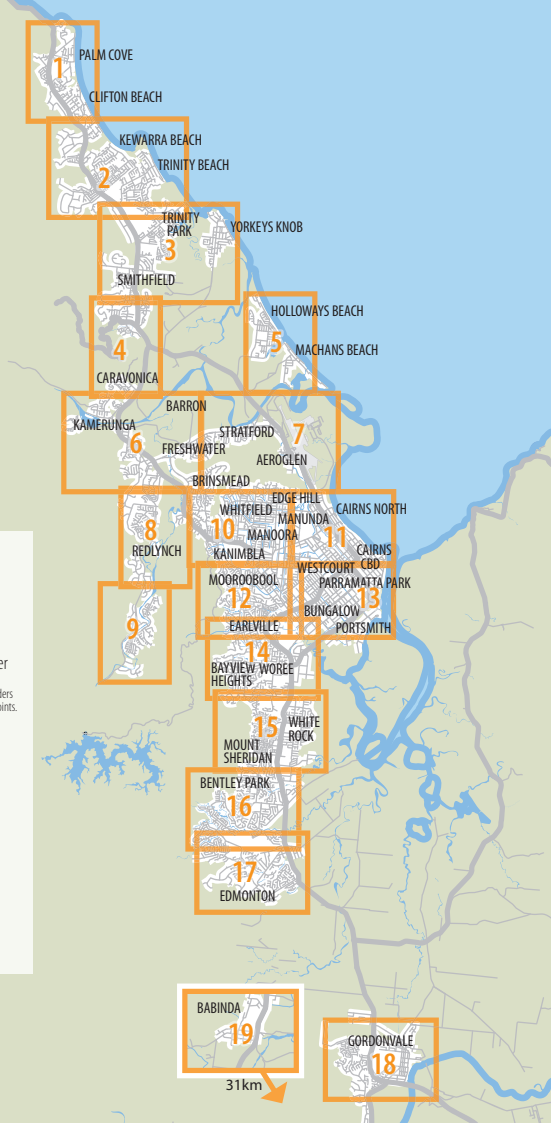 1
PALM COVE
CLIFTON BEACH
KEWARRA BEACH
TRINITY BEACH
2
TRINITY
PARK
YORKEYS KNOB
3
SMITHFIELD
HOLLOWAYS BEACH
5
MACHANS BEACH
4
CARAVONICA
BARRON
KAMERUNGA
6
STRATFORD
7
FRESHWATER
AEROGLEN
BRINSMEAD
EDGE HILL
WHITFIELD
CAIRNS NORTH
MANUNDA
10
MANOORA
11
8
REDLYNCH
KANIMBLA
CAIRNS
CBD
WESTCOURT
MOOROOBOOL
PARRAMATTA PARK
12
13
BUNGALOW
9
EARLVILLE
PORTSMITH
14
er
BAYVIEW
HEIGHTS
WOREE
ders
oints.
15
WHITE
ROCK
MOUNT
SHERIDAN
BENTLEY PARK
16
17
EDMONTON
BABINDA
19
GORDONVALE
18
31km